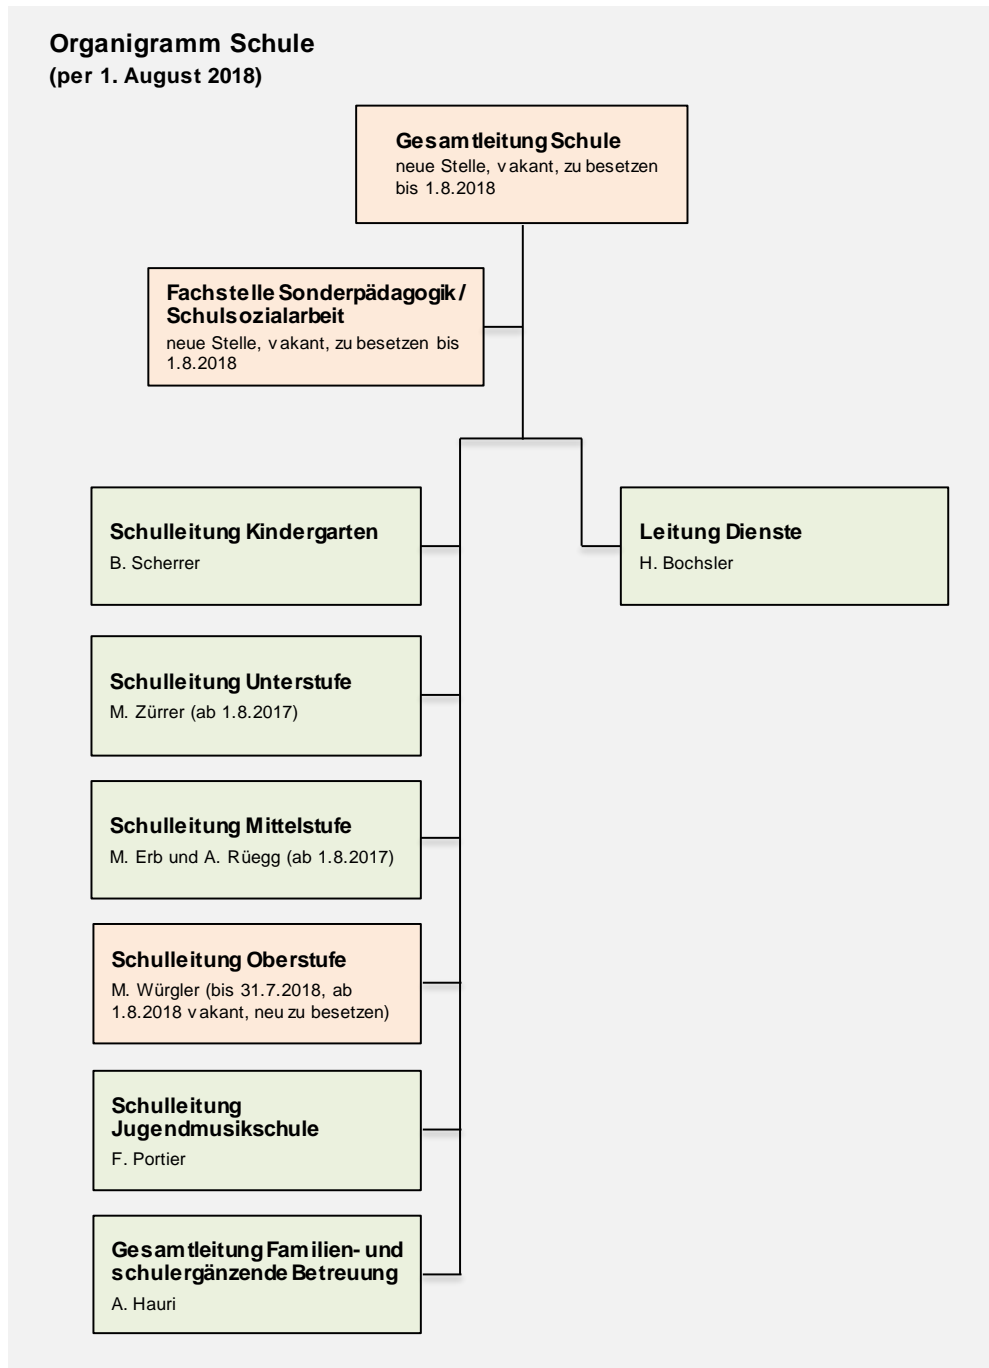 Organigramm Schule
(per 1. August 2018)
Gesamtleitung Schule
neue Stelle, vakant, zu besetzen
bis 1.8.2018
Fachstelle Sonderpädagogik /
Schulsozialarbeit
neue Stelle, vakant, zu besetzen bis
1.8.2018
Schulleitung Kindergarten
B. Scherrer
Leitung Dienste
H. Bochsler
Schulleitung Unterstufe
M. Zürrer (ab 1.8.2017)
Schulleitung Mittelstufe
M. Erb und A. Rüegg (ab 1.8.2017)
Schulleitung Oberstufe
M. Würgler (bis 31.7.2018, ab
1.8.2018 vakant, neu zu besetzen)
Schulleitung
Jugendmusikschule
F. Portier
Gesamtleitung Familien- und
schulergänzende Betreuung
A. Hauri